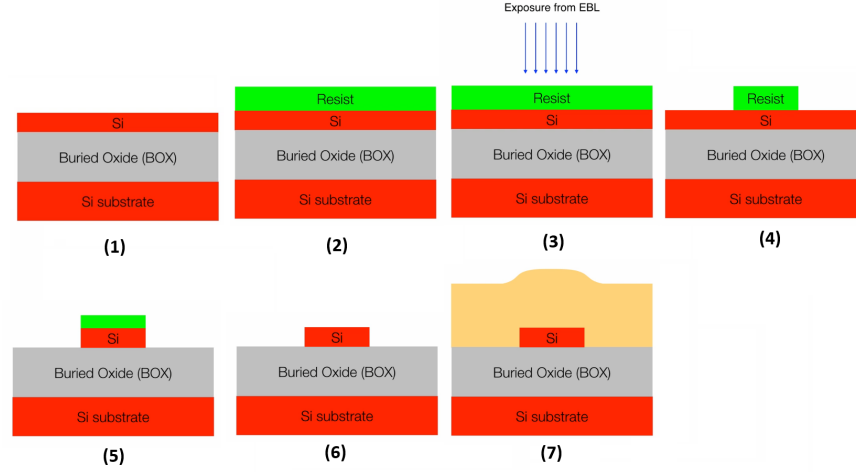 Exposure from EBL
Si
Buried Oxide (BOX)
Si substrate
(1)
Resist
Si
Buried Oxide (BOX)
Si substrate
(2)
Resist
Si
Buried Oxide (BOX)
Si substrate
(3)
Resist
Si
Buried Oxide (BOX)
Si substrate
(4)
Si
Buried Oxide (BOX)
Si substrate
(5)
Si
Buried Oxide (BOX)
Si substrate
(6)
Si
Buried Oxide (BOX)
Si substrate
(7)